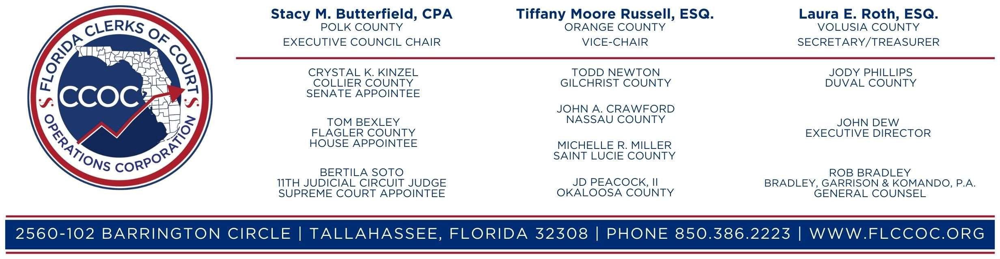 FLORIDA CLERKS OF COURT
CCOC
OPERATIONS CORPORATION
Stacy M. Butterfield, CPA
POLK COUNTY
EXECUTIVE COUNCIL CHAIR
Tiffany Moore Russell, ESQ.
ORANGE COUNTY
VICE-CHAIR
Laura E. Roth, ESQ.
VOLUSIA COUNTY
SECRETARY/TREASURER
CRYSTAL K. KINZEL
COLLIER COUNTY
SENATE APPOINTEE
TOM BEXLEY
FLAGLER COUNTY
HOUSE APPOINTEE
BERTILA SOTO
11TH JUDICIAL CIRCUIT JUDGE
SUPREME COURT APPOINTEE
TODD NEWTON
GILCHRIST COUNTY
JOHN A. CRAWFORD
NASSAU COUNTY
MICHELLE R. MILLER
SAINT LUCIE COUNTY
JD PEACOCK, II
OKALOOSA COUNTY
JODY PHILLIPS
DUVAL COUNTY
JOHN DEW
EXECUTIVE DIRECTOR
ROB BRADLEY
BRADLEY, GARRISON & KOMANDO, P.A.
GENERAL COUNSEL
2560-102 BARRINGTON CIRCLE | TALLAHASSEE, FLORIDA 32308 | PHONE 850.386.2223 | WWW.FLCCOC.ORG